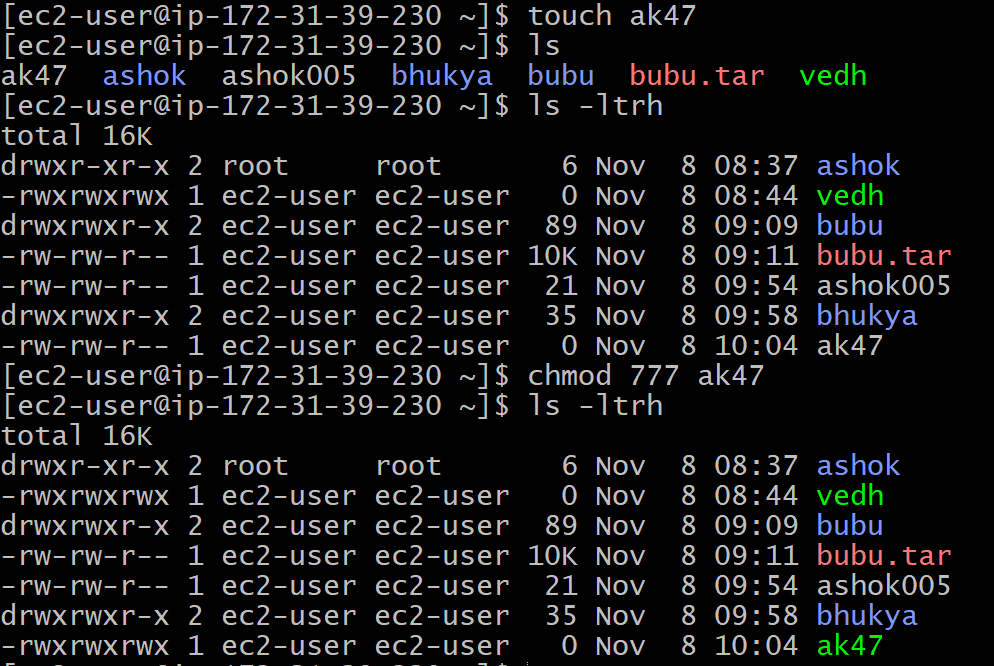 [ec2-user@ip-172-31-39-230 ~]$ touch ak47
[ec2-user@ip-172-31-39-230 ~]$ ls
ak47  ashok  ashok005  bhukya  bubu  bubu.tar  vedh
[ec2-user@ip-172-31-39-230 ~]$ ls -ltrh
total 16K
drwxr-xr-x 2 root     root       6 Nov  8 08:37 ashok
-rwxrwxrwx 1 ec2-user ec2-user   0 Nov  8 08:44 vedh
drwxrwxr-x 2 ec2-user ec2-user  89 Nov  8 09:09 bubu
-rw-rw-r-- 1 ec2-user ec2-user 10K Nov  8 09:11 bubu.tar
-rw-rw-r-- 1 ec2-user ec2-user  21 Nov  8 09:54 ashok005
drwxrwxr-x 2 ec2-user ec2-user  35 Nov  8 09:58 bhukya
-rw-rw-r-- 1 ec2-user ec2-user   0 Nov  8 10:04 ak47
[ec2-user@ip-172-31-39-230 ~]$ chmod 777 ak47
[ec2-user@ip-172-31-39-230 ~]$ ls -ltrh
total 16K
drwxr-xr-x 2 root     root       6 Nov  8 08:37 ashok
-rwxrwxrwx 1 ec2-user ec2-user   0 Nov  8 08:44 vedh
drwxrwxr-x 2 ec2-user ec2-user  89 Nov  8 09:09 bubu
-rw-rw-r-- 1 ec2-user ec2-user 10K Nov  8 09:11 bubu.tar
-rw-rw-r-- 1 ec2-user ec2-user  21 Nov  8 09:54 ashok005
drwxrwxr-x 2 ec2-user ec2-user  35 Nov  8 09:58 bhukya
-rwxrwxrwx 1 ec2-user ec2-user   0 Nov  8 10:04 ak47